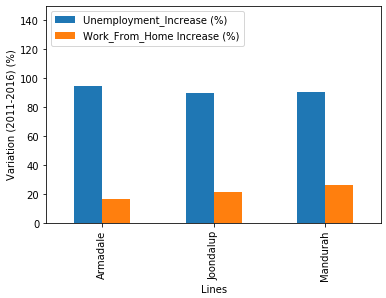 Unemployment_Increase (%)
Work_From_Home Increase (%)
Variation (2011-2016) (%)
140
120
100
80
60
40
20
0
Armadale
Joondalup
Mandurah
Lines